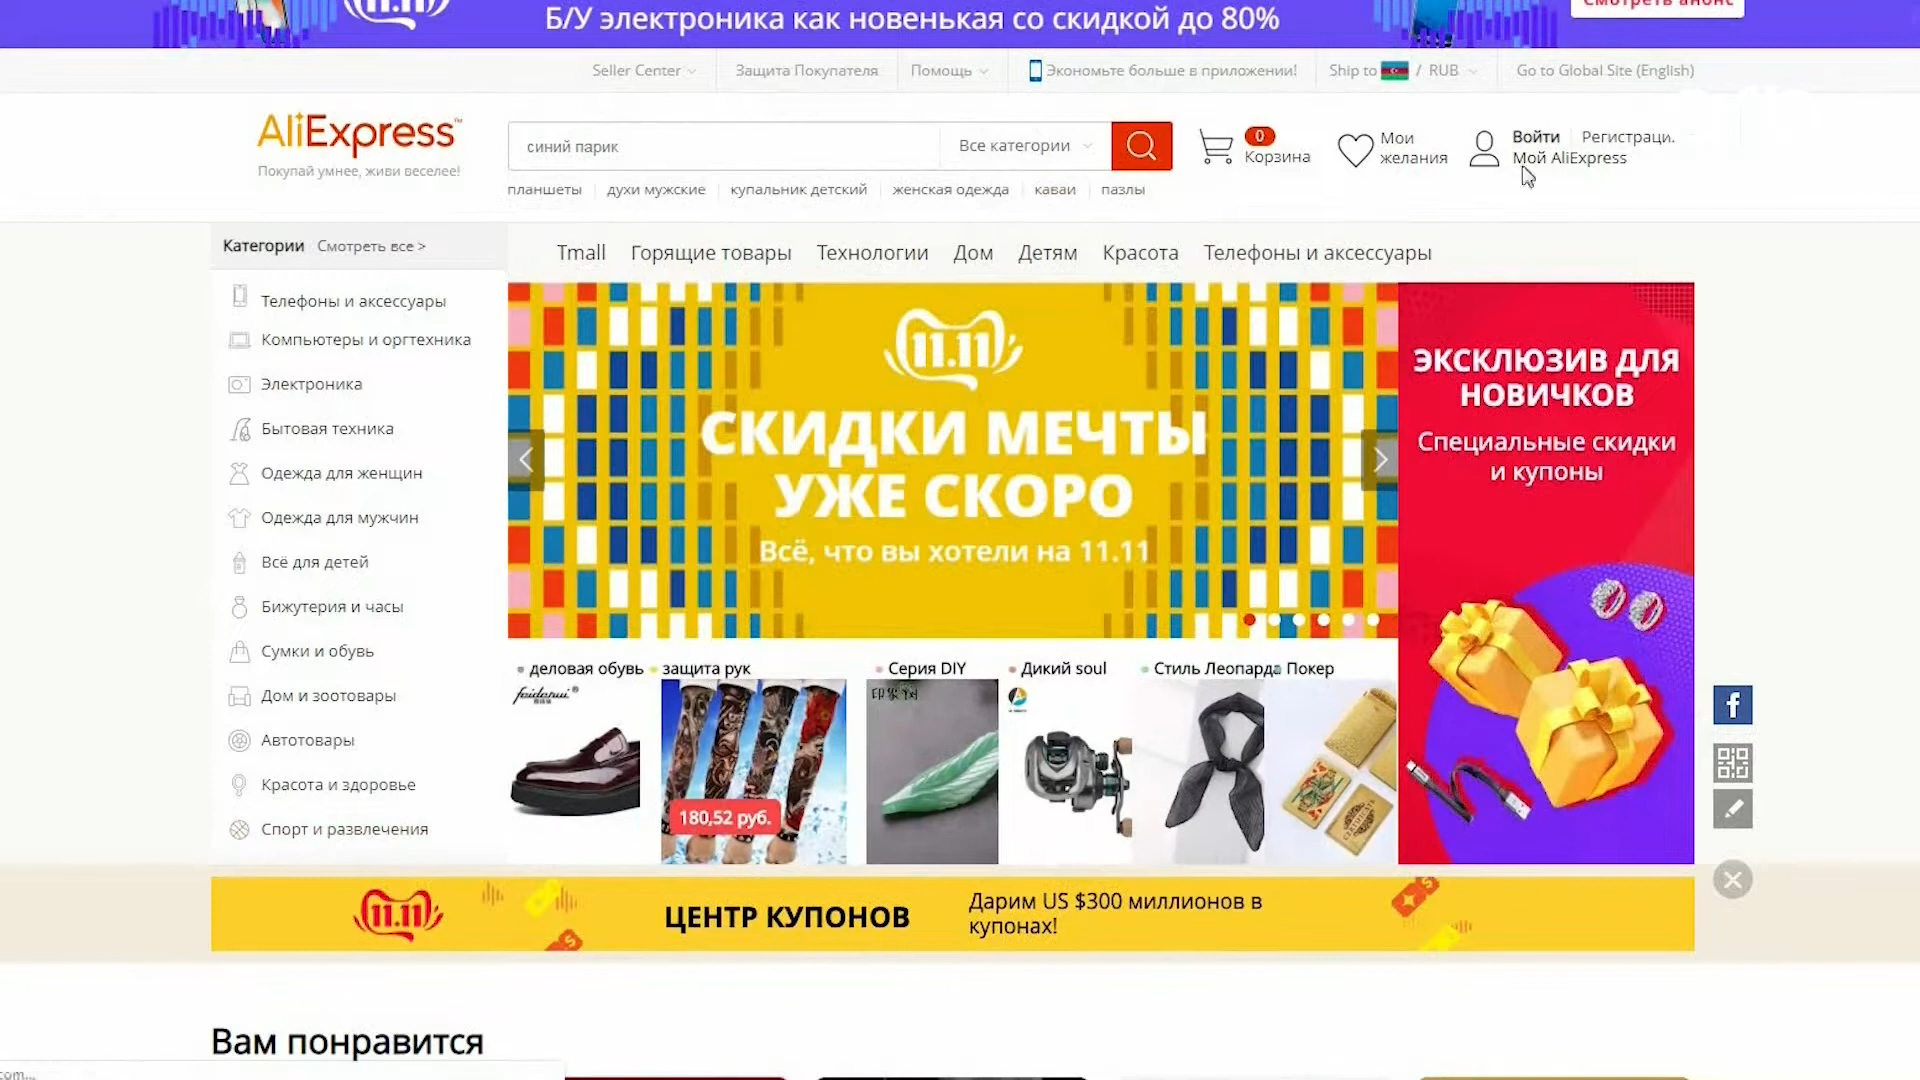 11.11
Б/У электроника как новенькая со скидкой до 80%
Смотреть анонс
Seller Center
Защита Покупателя
Помощь
Экономьте больше в приложении!
Ship to / RUB
Go to Global Site (English)
AliExpress™
Покупай умнее, живи веселее!
синий парик
Все категории
0
Корзина
Мои
желания
Войти
Регистраци.
Мой AliExpress
планшеты
духи мужские
купальник детский
женская одежда
каваи
пазлы
Категории
Смотреть все >
Tmall
Горящие товары
Технологии
Дом
Детям
Красота
Телефоны и аксессуары
Телефоны и аксессуары
Компьютеры и оргтехника
Электроника
Бытовая техника
Одежда для женщин
Одежда для мужчин
Всё для детей
Бижутерия и часы
Сумки и обувь
Дом и зоотовары
Автотовары
Красота и здоровье
Спорт и развлечения
11.11
СКИДКИ МЕЧТЫ
УЖЕ СКОРО
Всё, что вы хотели на 11.11
ЭКСКЛЮЗИВ ДЛЯ
НОВИЧКОВ
Специальные скидки
и купоны
деловая обувь
защита рук
Серия DIY
Дикий soul
Стиль Леопарда
Покер
180,52 руб.
11.11
ЦЕНТР КУПОНОВ
Дарим US $300 миллионов в
купонах!
Вам понравится
com...